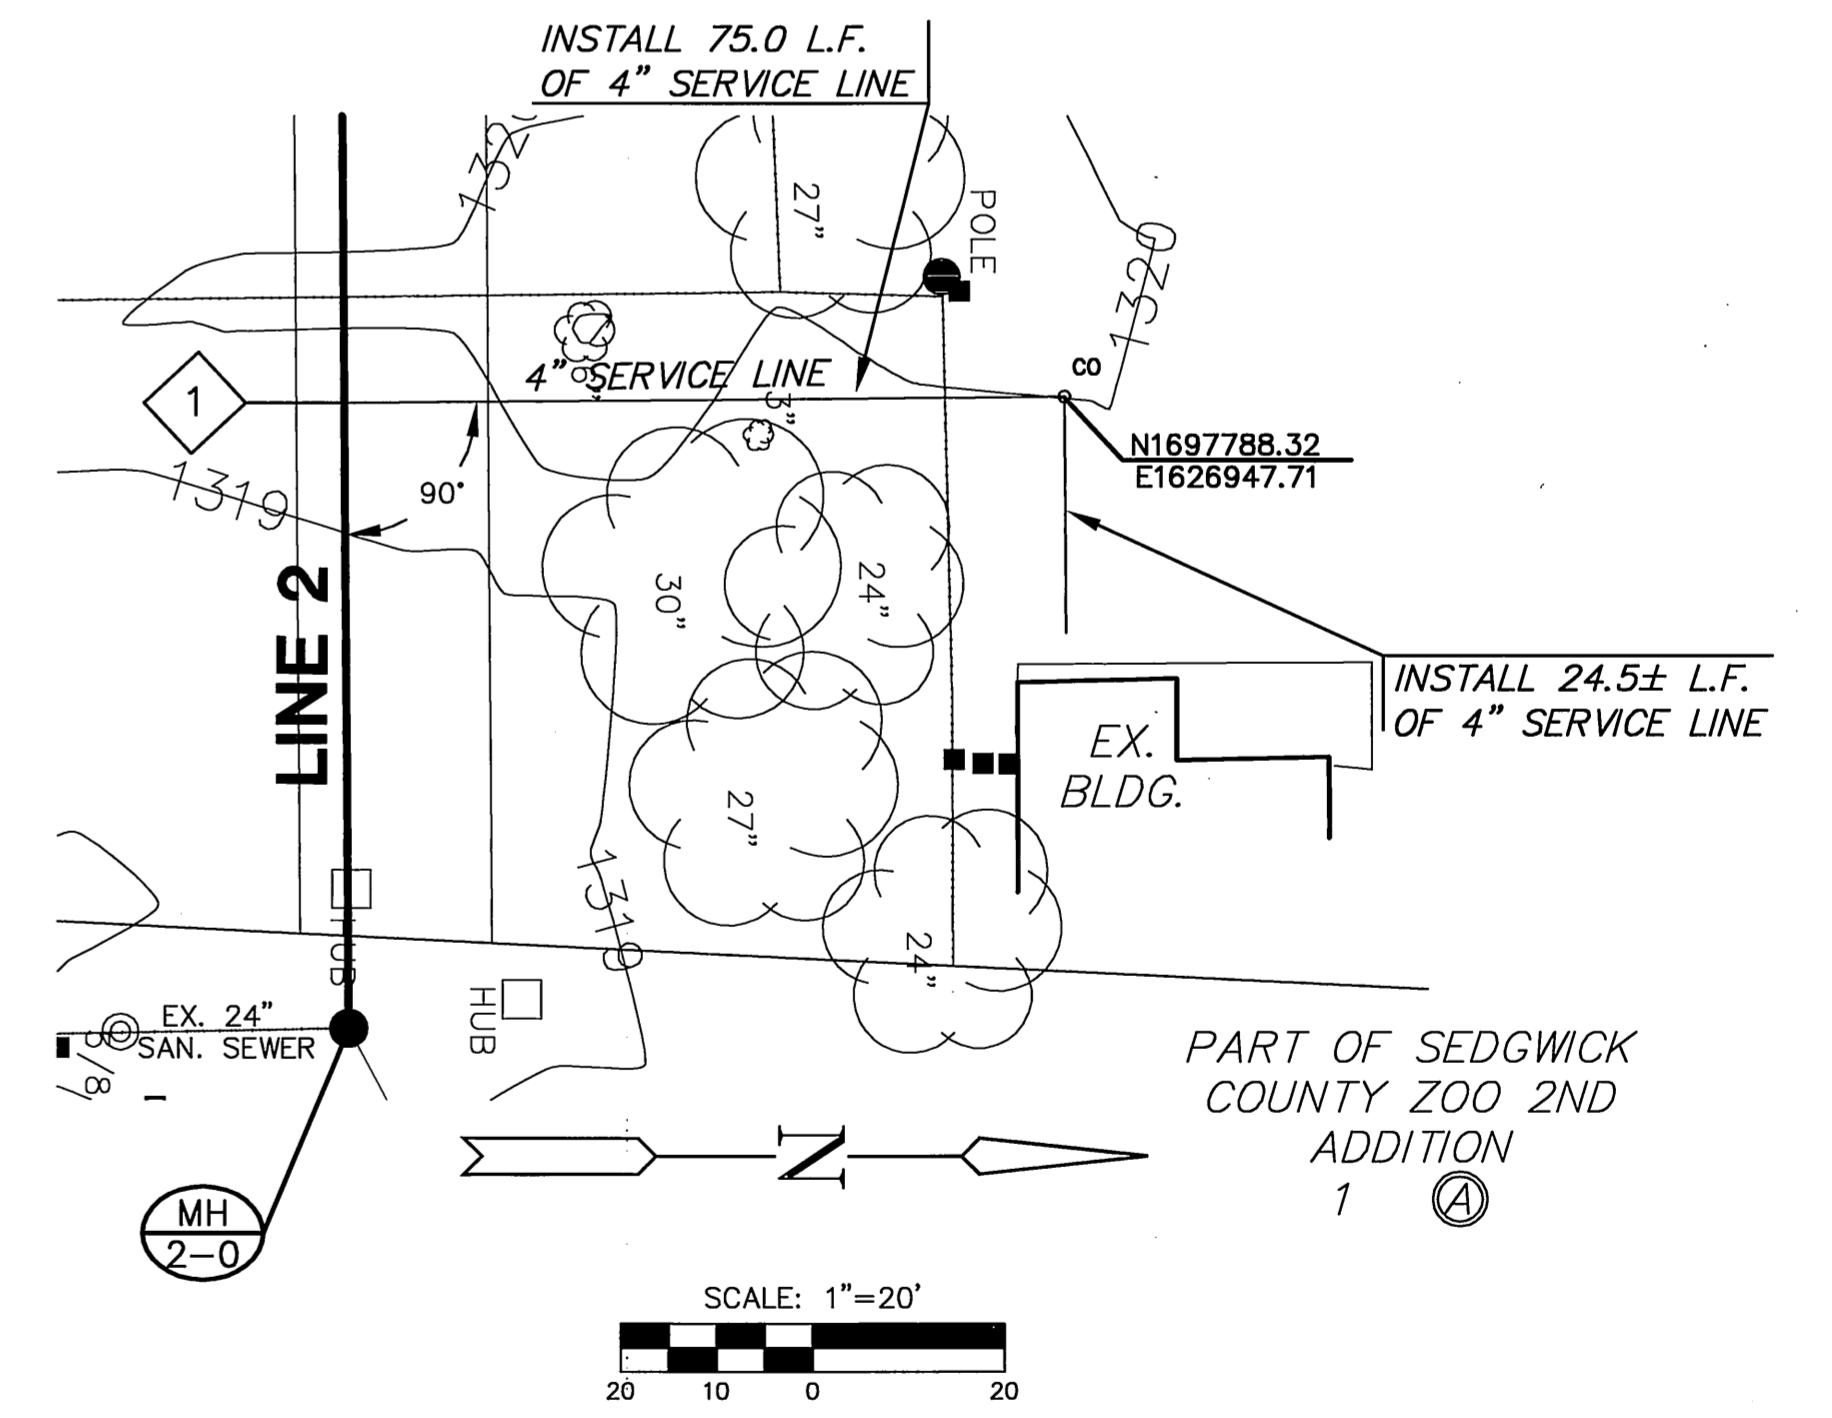 INSTALL 75.0 L.F.
OF 4" SERVICE LINE
27"
POLE
1320
CO
4" SERVICE LINE
3"
1
N1697788.32
E1626947.71
90°
1319
LINE 2
30"
24"
INSTALL 24.5± L.F.
OF 4" SERVICE LINE
EX.
BLDG.
27"
1319
24"
HUB
HUB
EX. 24"
SAN. SEWER
PART OF SEDGWICK
COUNTY ZOO 2ND
ADDITION
1 A
N
MH
2-0
SCALE: 1"=20'
20 10 0 20